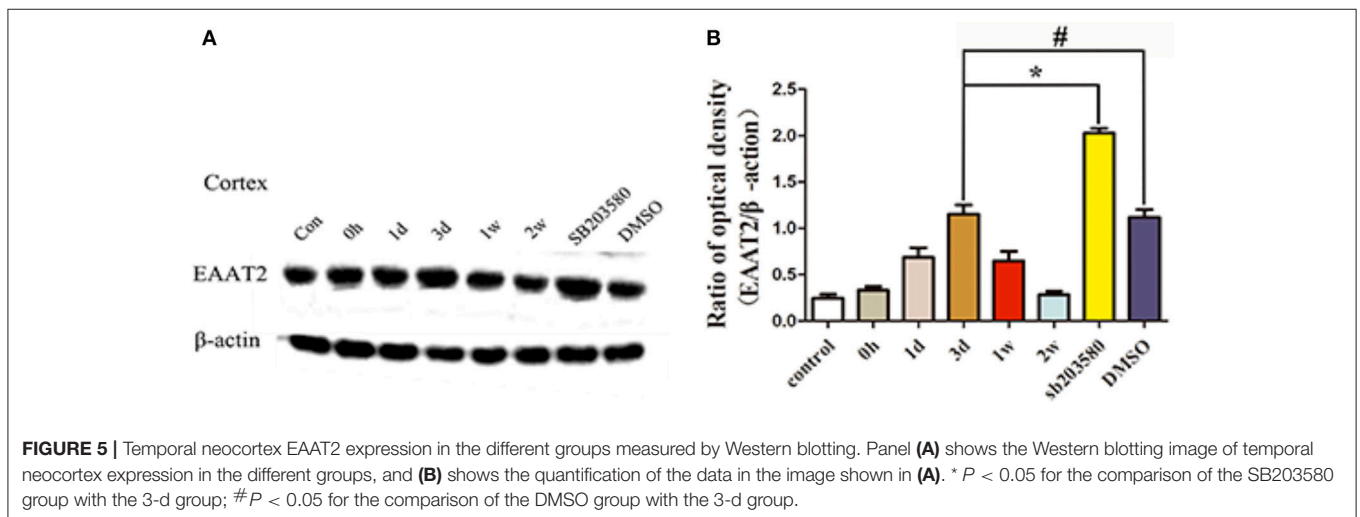 A
Cortex
Con 0h 1d 3d 1w 2w SB203580 DMSO
EAAT2
β-actin
B
#
*
Ratio of optical density
(EAAT2/β -action)
2.5
2.0
1.5
1.0
0.5
0.0
control 0h 1d 3d 1w 2w sb203580 DMSO
FIGURE 5 | Temporal neocortex EAAT2 expression in the different groups measured by Western blotting. Panel (A) shows the Western blotting image of temporal
neocortex expression in the different groups, and (B) shows the quantification of the data in the image shown in (A). * P < 0.05 for the comparison of the SB203580
group with the 3-d group; #P < 0.05 for the comparison of the DMSO group with the 3-d group.